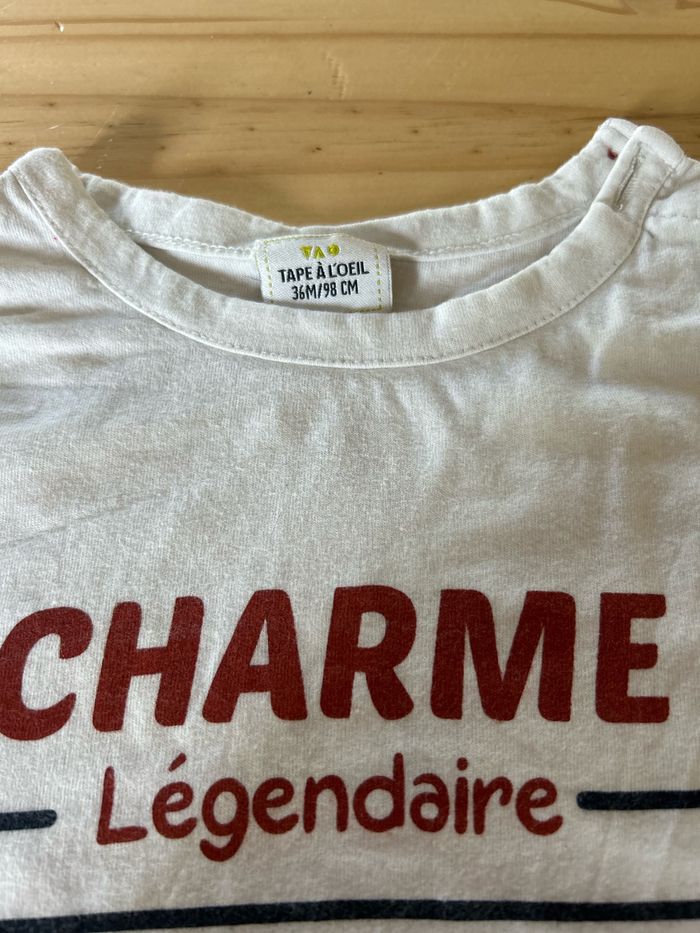 TAPE À L'OEIL
36M/98 CM
CHARME
Légendaire